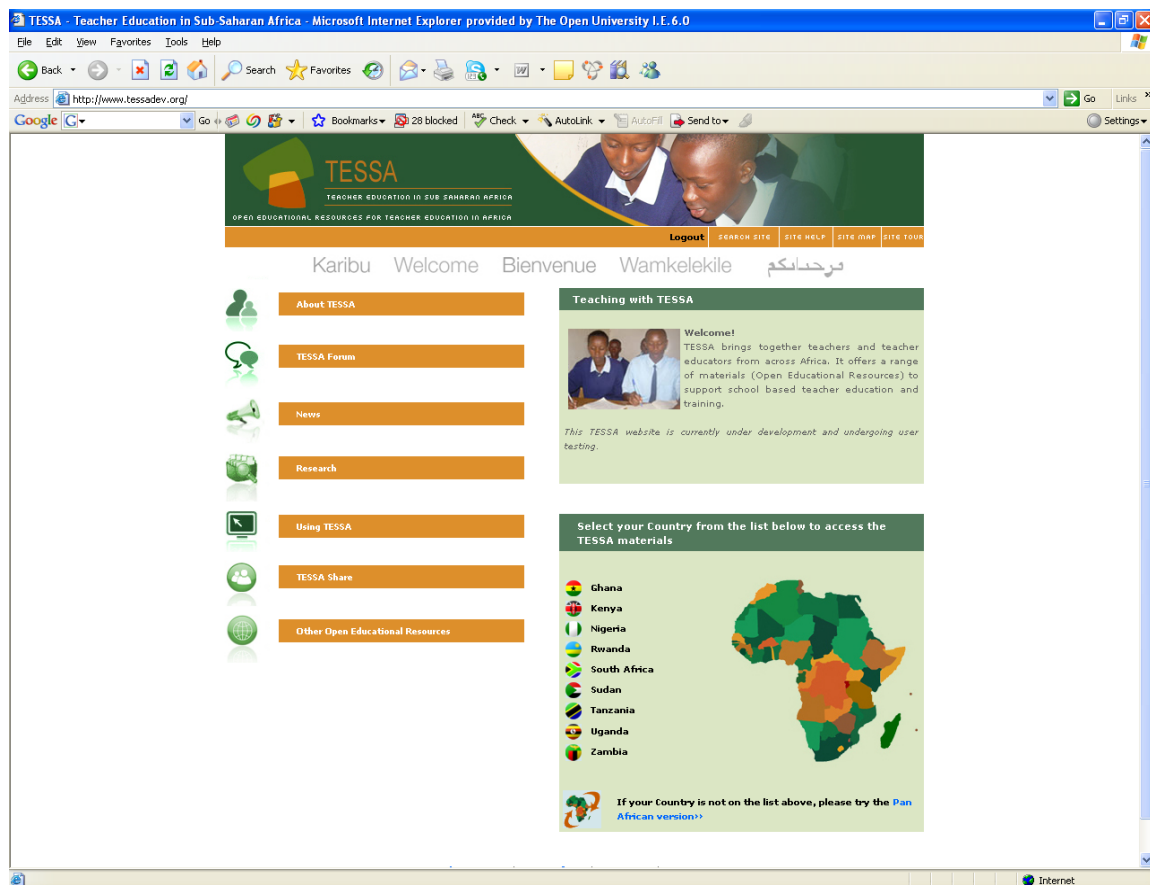 TESSA - Teacher Education in Sub-Saharan Africa - Microsoft Internet Explorer provided by The Open University I.E.6.0
File Edit View Favorites Tools Help
Back Search Favorites
Address http://www.tessadev.org/ Go Links »
Google G Go Bookmarks 28 blocked Check AutoLink AutoFill Send to Settings
TESSA
TEACHER EDUCATION IN SUB SAHARAN AFRICA
OPEN EDUCATIONAL RESOURCES FOR TEACHER EDUCATION IN AFRICA
Logout SEARCH SITE SITE HELP SITE MAP SITE TOUR
Karibu Welcome Bienvenue Wamkelekile
About TESSA
TESSA Forum
News
Research
Using TESSA
TESSA Share
Other Open Educational Resources
Teaching with TESSA
Welcome!
TESSA brings together teachers and teacher
educators from across Africa. It offers a range
of materials (Open Educational Resources) to
support school based teacher education and
training.
This TESSA website is currently under development and undergoing user
testing.
Select your Country from the list below to access the
TESSA materials
Ghana
Kenya
Nigeria
Rwanda
South Africa
Sudan
Tanzania
Uganda
Zambia
If your Country is not on the list above, please try the Pan
African version››
Internet